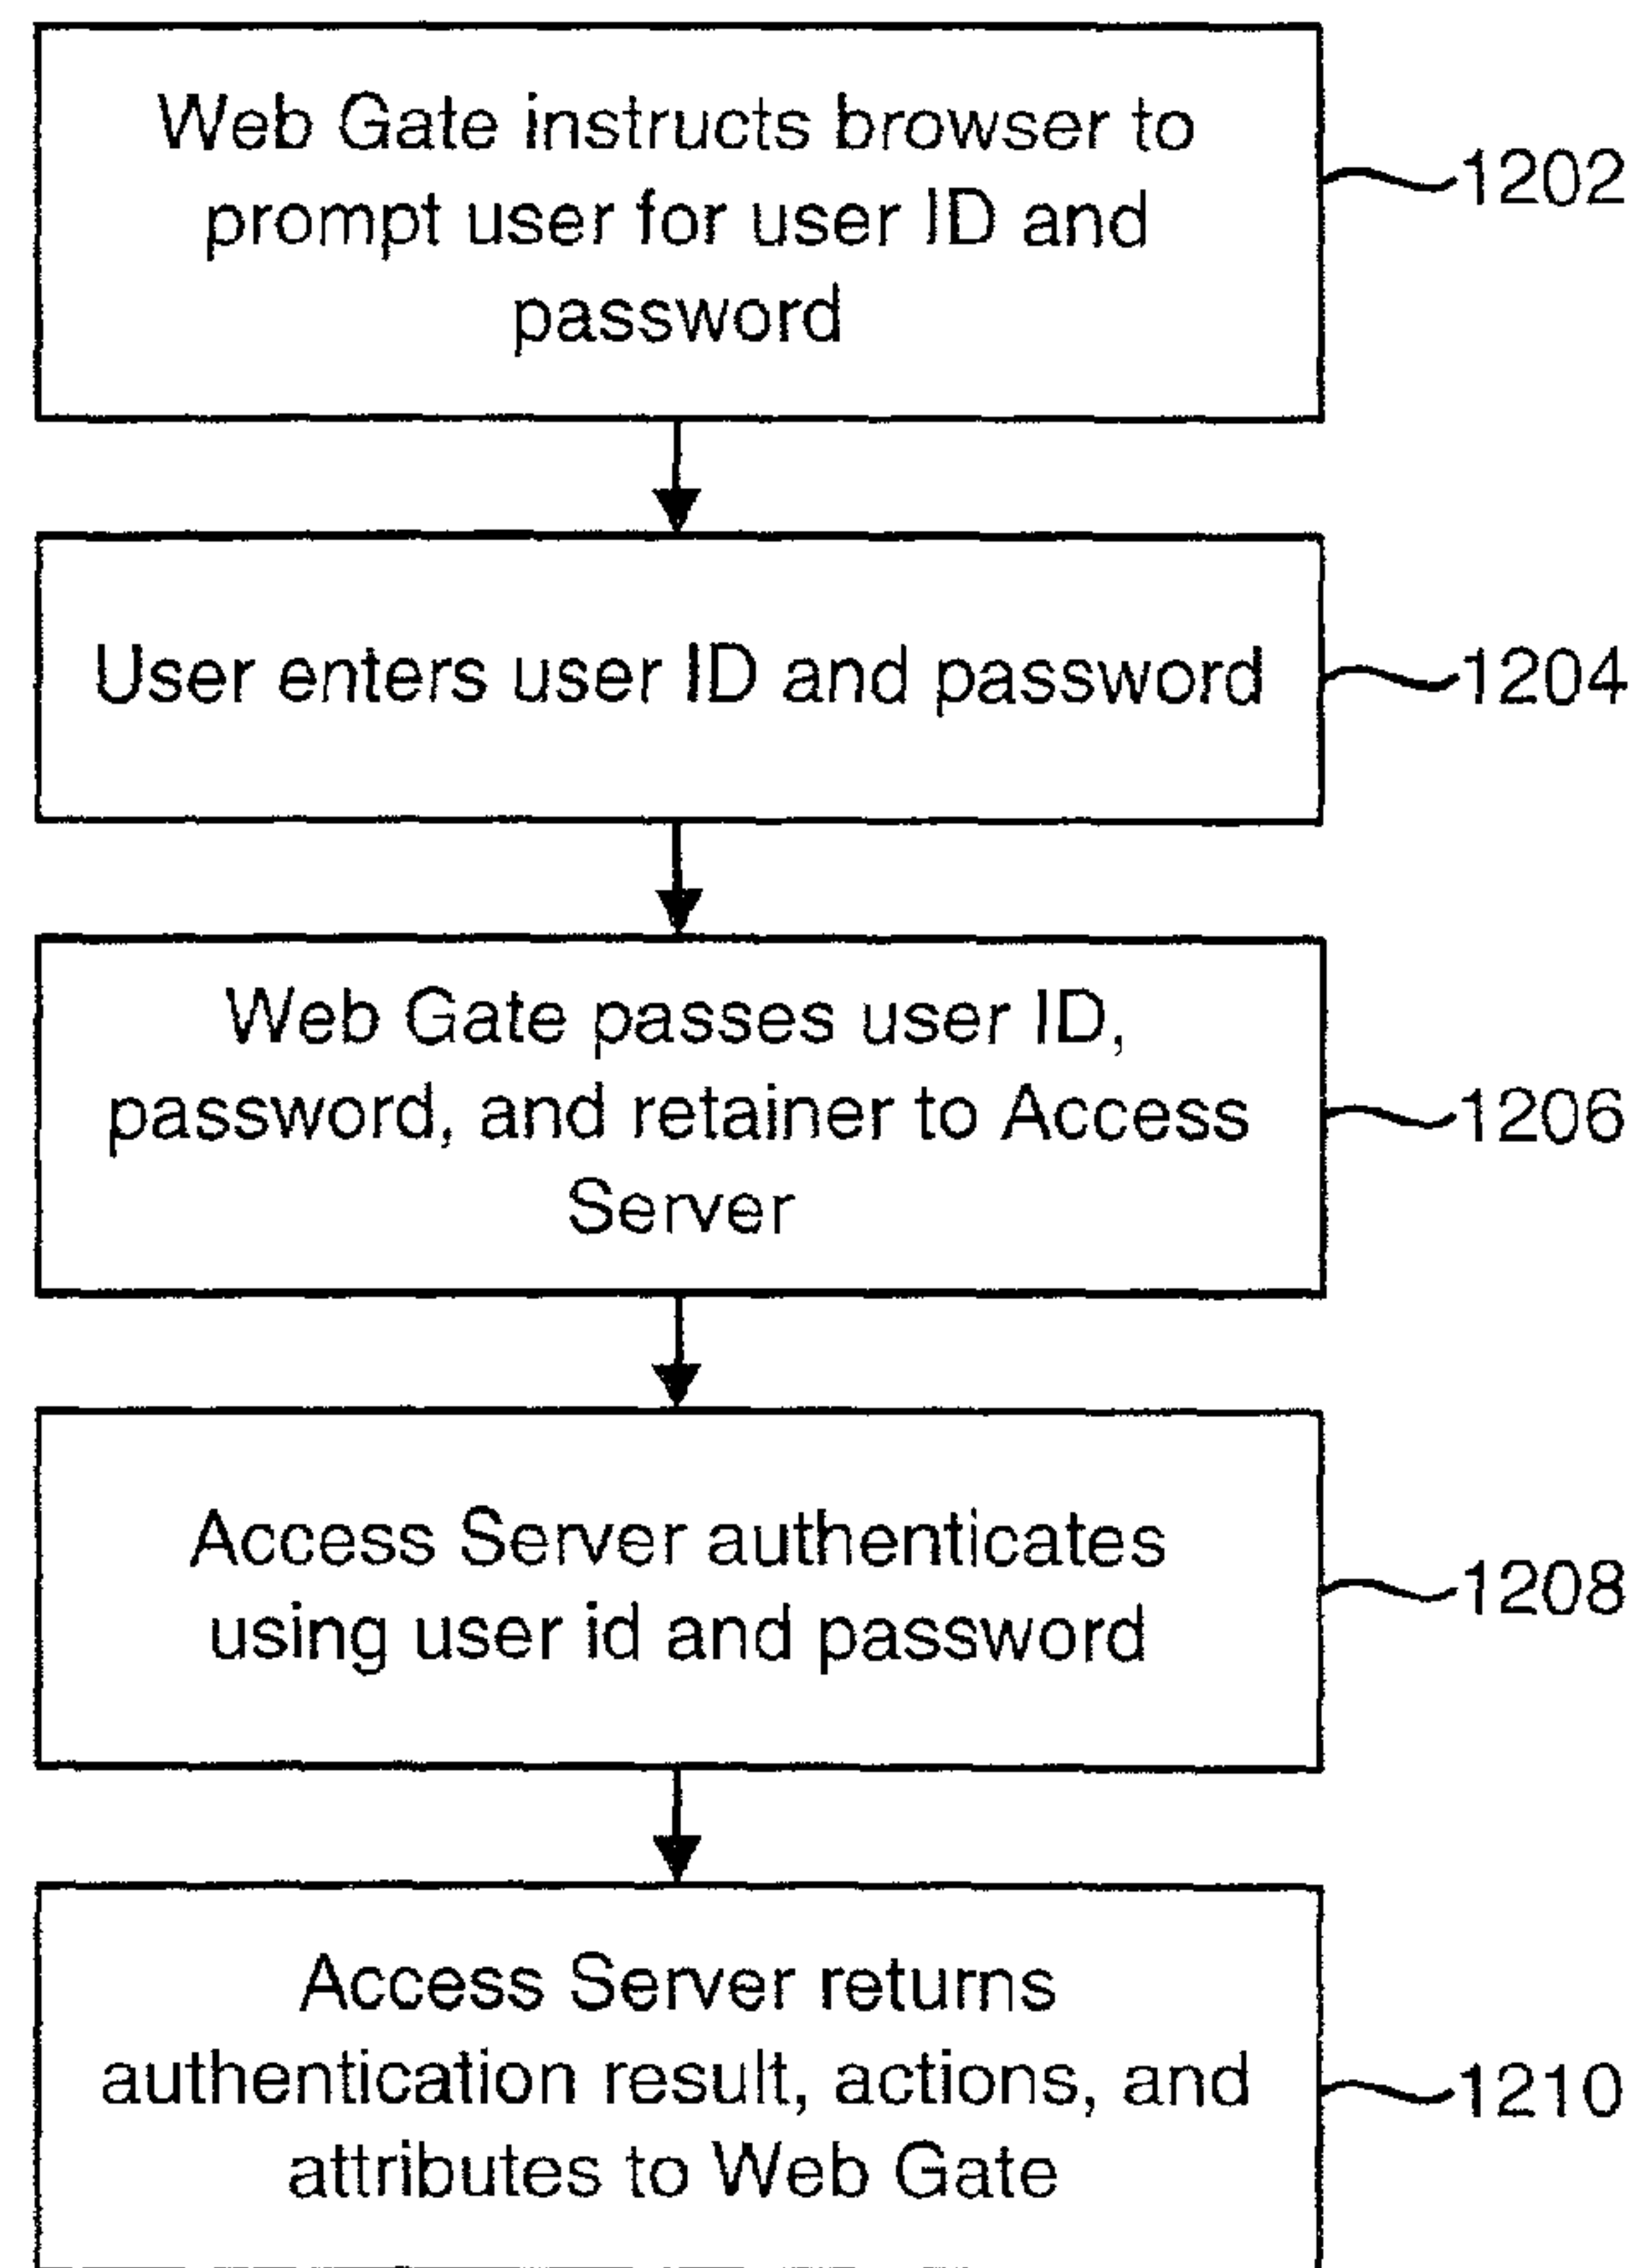 Web Gate instructs browser to
prompt user for user ID and
password
1202
User enters user ID and password
1204
Web Gate passes user ID,
password, and retainer to Access
Server
1206
Access Server authenticates
using user id and password
1208
Access Server returns
authentication result, actions, and
attributes to Web Gate
1210